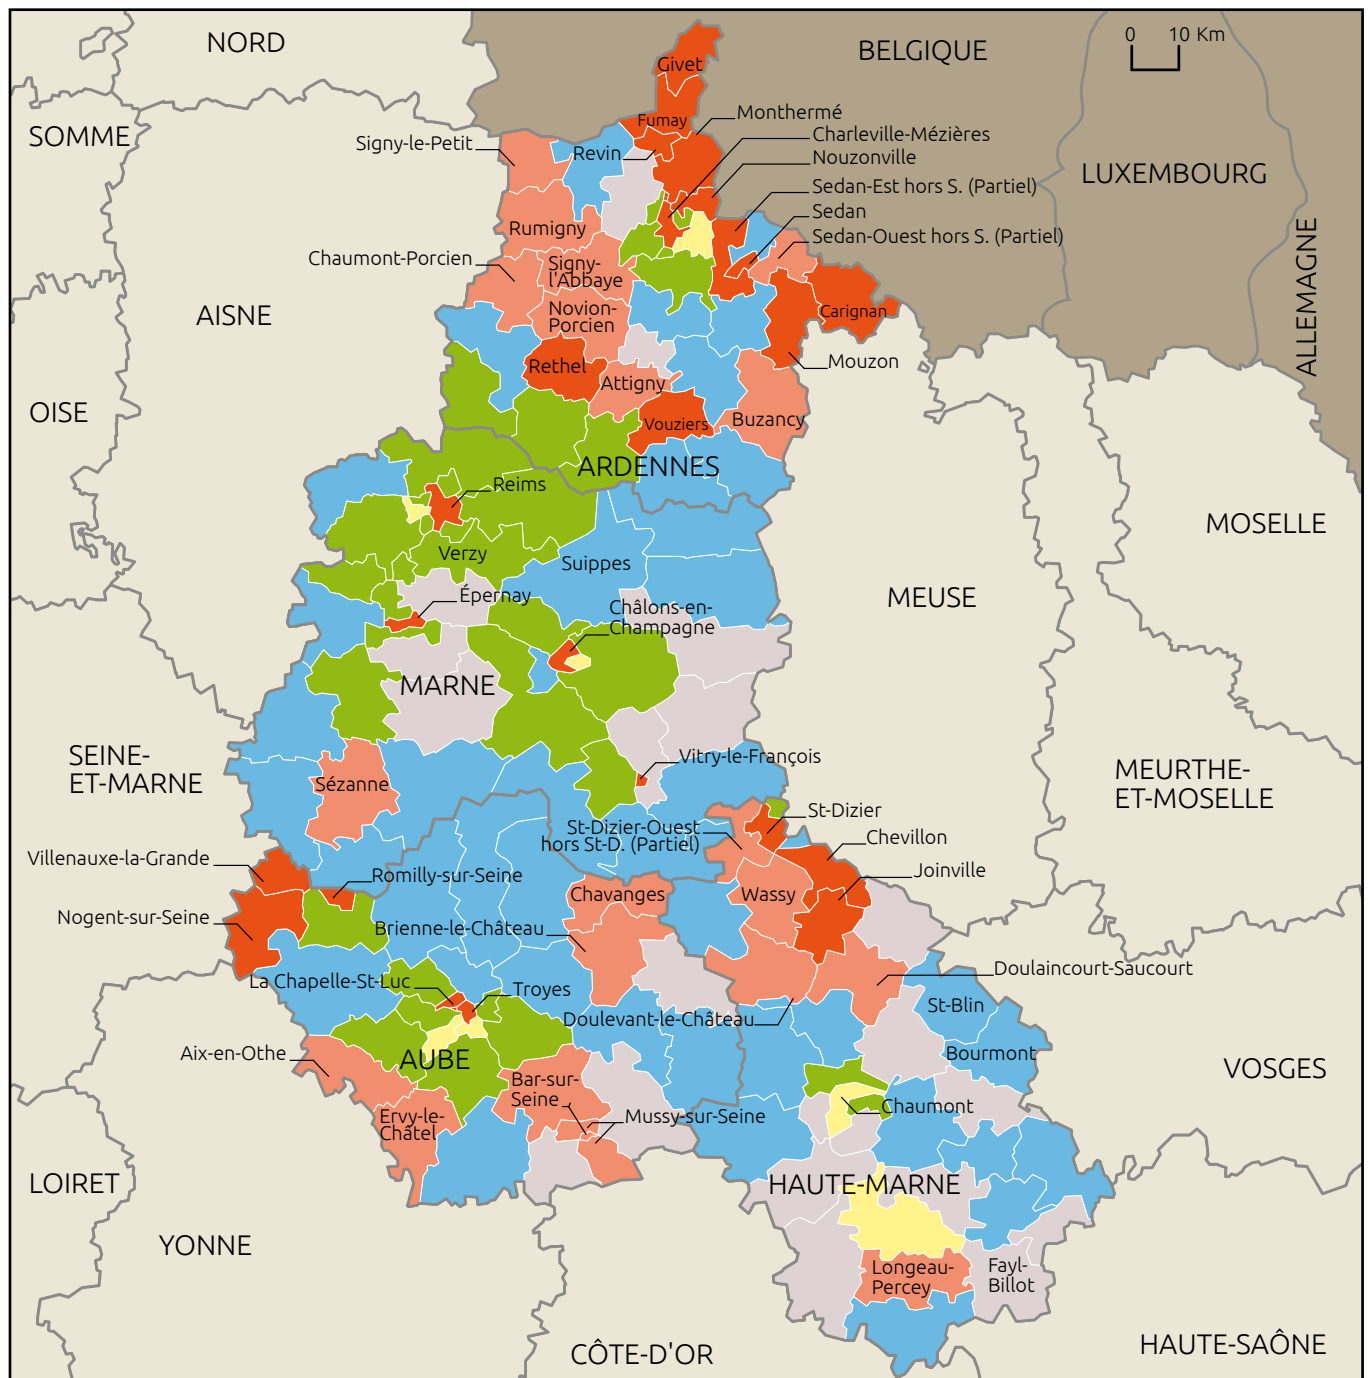 NORD
BELGIQUE
0 10 Km
Givet
SOMME
Fumay
Monthermé
Signy-le-Petit
Revin
Charleville-Mézières
Nouzonville
LUXEMBOURG
Sedan-Est hors S. (Partiel)
Sedan
Rumigny
Sedan-Ouest hors S. (Partiel)
Chaumont-Porcien
Signy-
l'Abbaye
ALLEMAGNE
AISNE
Novion-
Porcien
Carignan
Rethel
Mouzon
Attigny
OISE
Vouziers
Buzancy
ARDENNES
Reims
MOSELLE
Verzy
Suippes
Épernay
MEUSE
Châlons-en-
Champagne
MARNE
SEINE-
ET-MARNE
Vitry-le-François
MEURTHE-
ET-MOSELLE
Sézanne
St-Dizier
St-Dizier-Ouest
hors St-D. (Partiel)
Chevillon
Villenauxe-la-Grande
Romilly-sur-Seine
Joinville
Chavanges
Wassy
Nogent-sur-Seine
Brienne-le-Château
Doulaincourt-Saucourt
La Chapelle-St-Luc
Troyes
St-Blin
Doulevant-le-Château
Aix-en-Othe
AUBE
Bourmont
VOSGES
Bar-sur-
Seine
Chaumont
Ervy-le-
Châtel
Mussy-sur-Seine
LOIRET
HAUTE-MARNE
YONNE
Longeau-
Percey
Fayl-
Billot
CÔTE-D'OR
HAUTE-SAÔNE